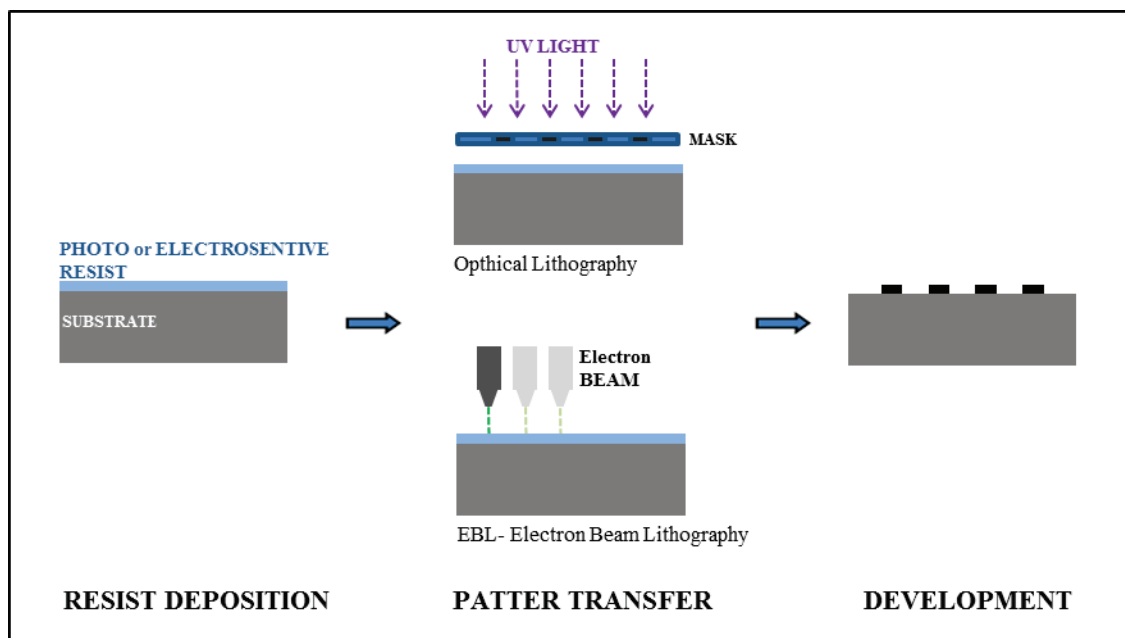 UV LIGHT
MASK
Opthical Lithography
PHOTO or ELECTROSENTIVE
RESIST
SUBSTRATE
Electron
BEAM
EBL- Electron Beam Lithography
RESIST DEPOSITION
PATTER TRANSFER
DEVELOPMENT